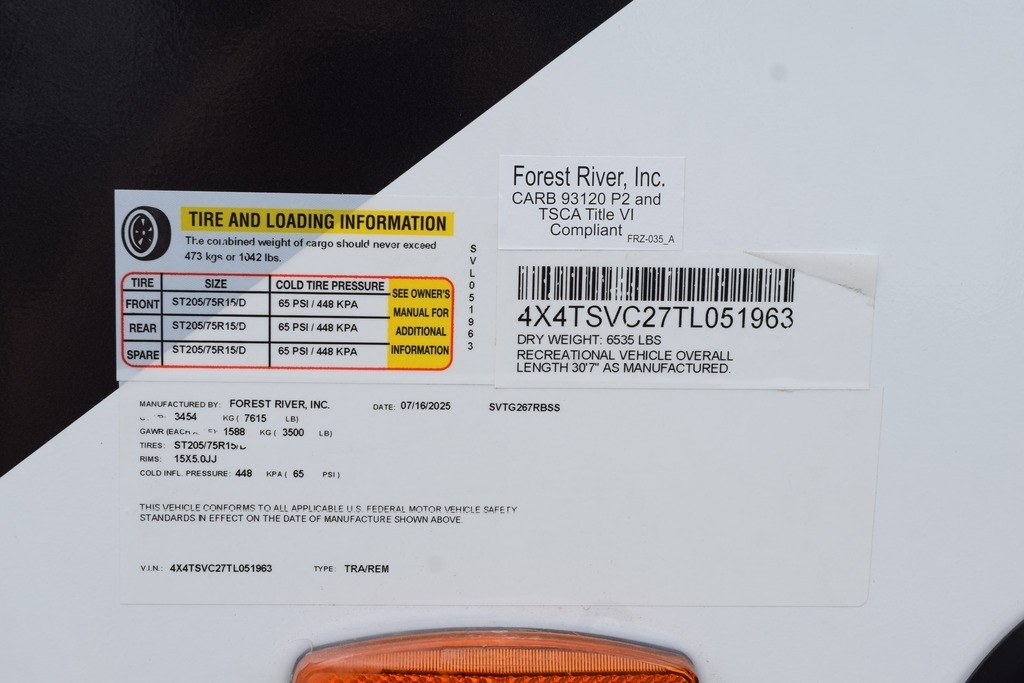 Forest River, Inc.
CARB 93120 P2 and
TSCA Title VI
Compliant
FRZ-035_A
TIRE AND LOADING INFORMATION
The combined weight of cargo should never exceed
473 kgs or 1042 lbs.
TIRE SIZE COLD TIRE PRESSURE
FRONT ST205/75R15/D 65 PSI / 448 KPA
REAR ST205/75R15/D 65 PSI / 448 KPA
SPARE ST205/75R15/D 65 PSI / 448 KPA
SEE OWNER'S
MANUAL FOR
ADDITIONAL
INFORMATION
SVL051963
4X4TSVC27TL051963
DRY WEIGHT: 6535 LBS
RECREATIONAL VEHICLE OVERALL
LENGTH 30'7" AS MANUFACTURED.
MANUFACTURED BY: FOREST RIVER, INC. DATE: 07/16/2025 SVTG267RBSS
3454 KG ( 7615 LB)
GAWR (EACH 1588 KG ( 3500 LB)
TIRES: ST205/75R15/D
RIMS: 15X5.0JJ
COLD INFL. PRESSURE: 448 KPA ( 65 PSI )
THIS VEHICLE CONFORMS TO ALL APPLICABLE U.S. FEDERAL MOTOR VEHICLE SAFETY
STANDARDS IN EFFECT ON THE DATE OF MANUFACTURE SHOWN ABOVE.
V.I.N.: 4X4TSVC27TL051963 TYPE: TRA/REM